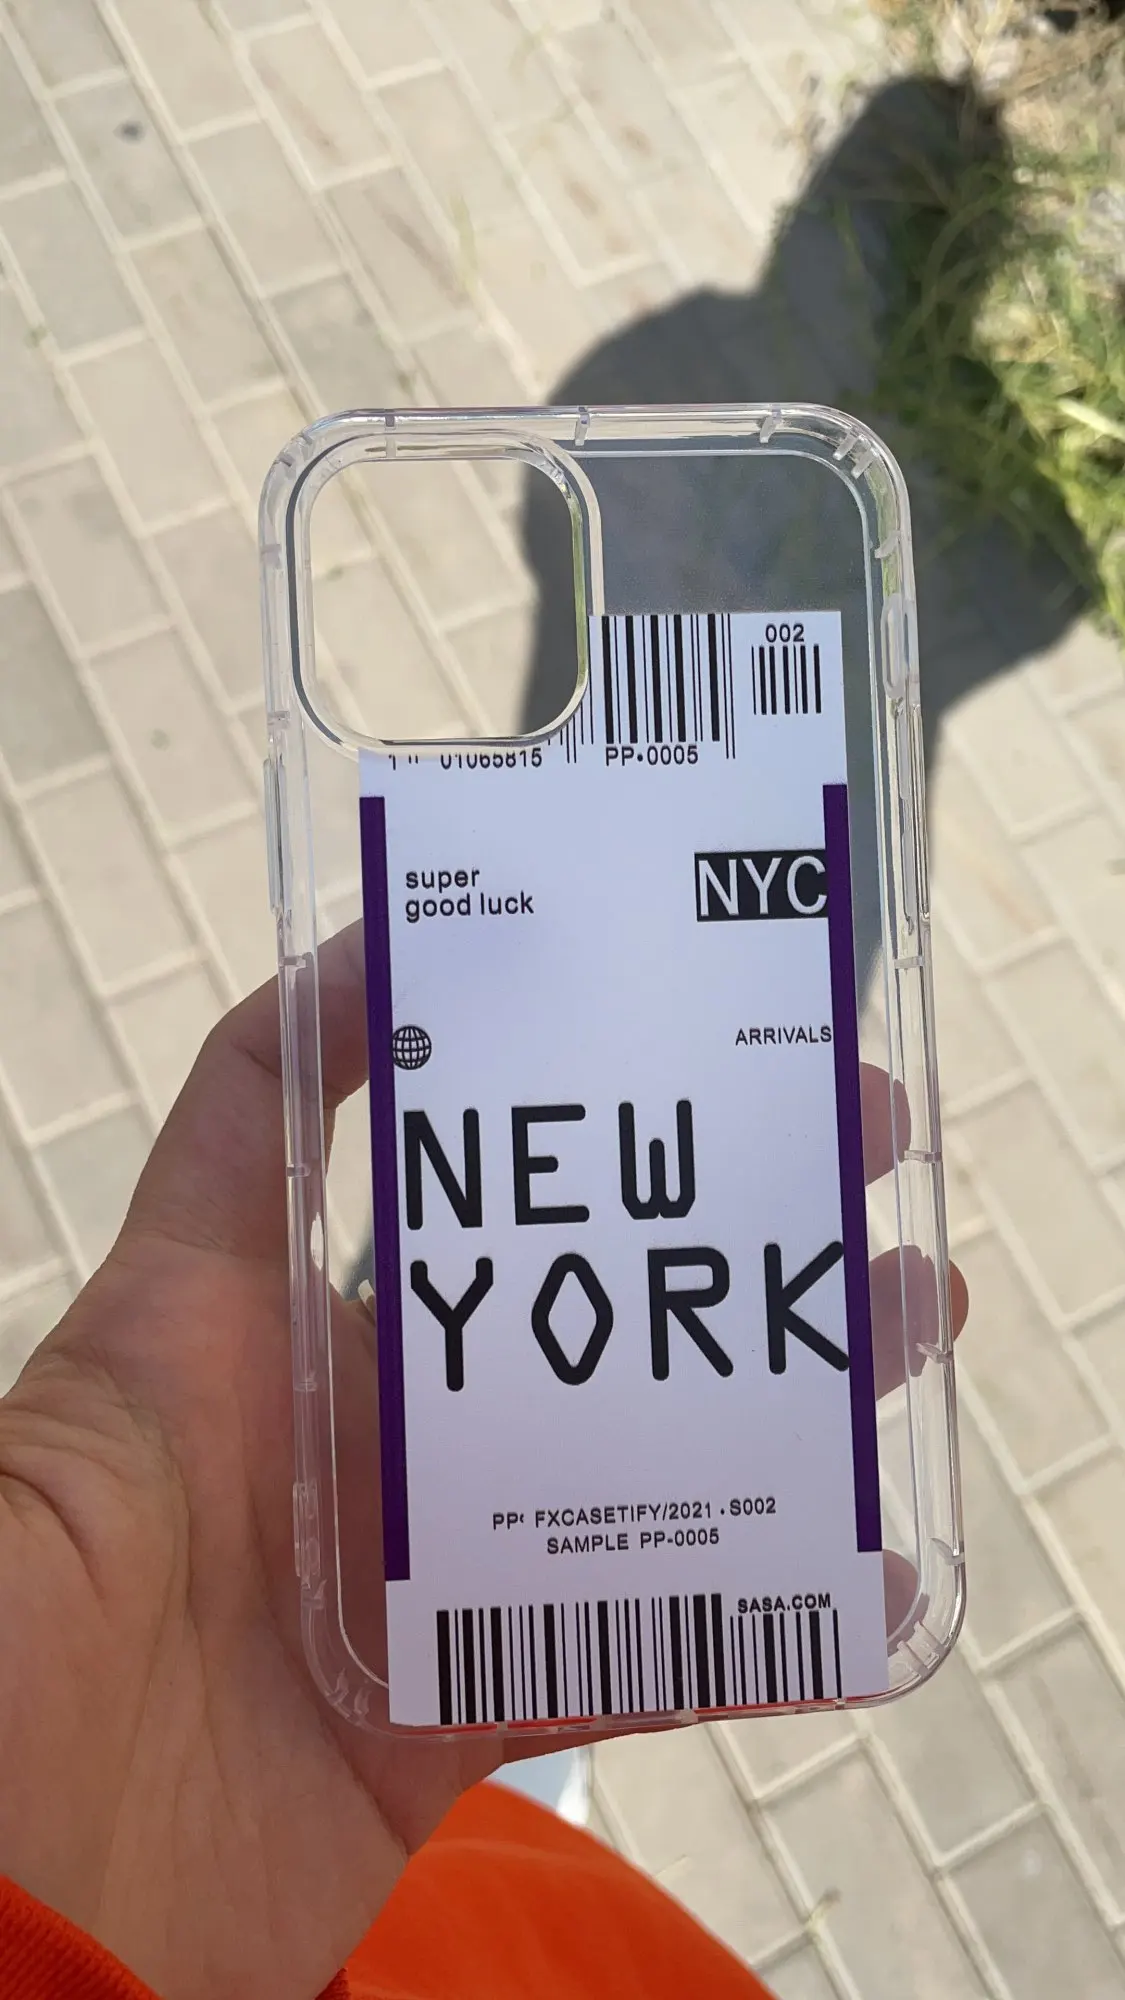 002
01065815 PP•0005
super
good luck
NYC
ARRIVALS
NEW
YORK
PP‹ FXCASETIFY/2021 • S002
SAMPLE PP-0005
SASA.COM